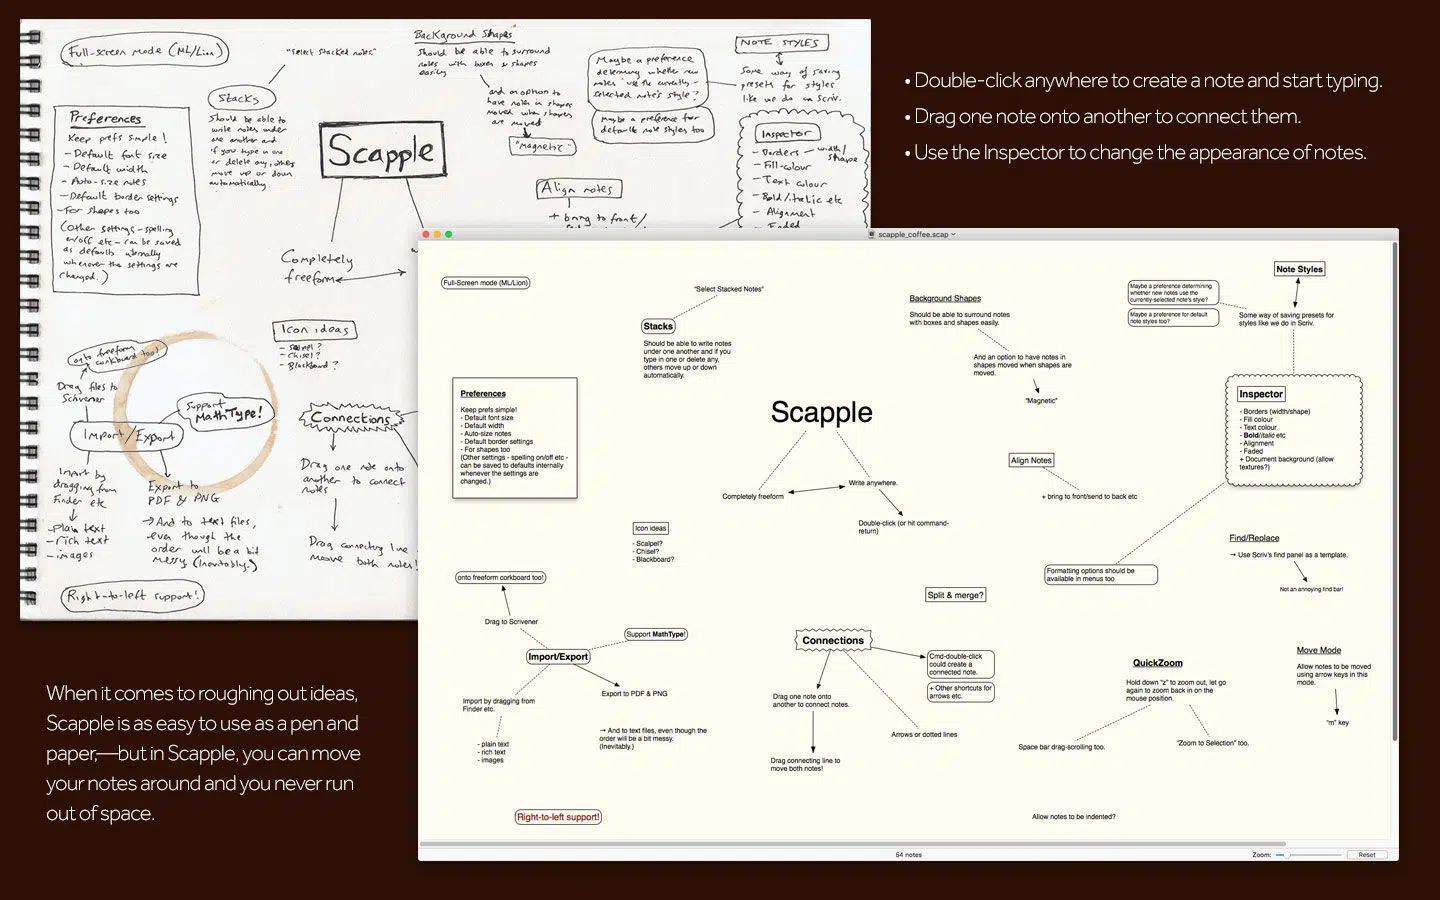 Full-screen mode (ML/Lion)
"Select stacked notes"
Stacks
Should be able to
write notes under
one another and
if you type in one
or delete any, others
move up or down
automatically.
Background Shapes
Should be able to surround
notes with boxes & shapes
easily
and an option to
have notes in shapes
moved when shapes
are moved
"Magnetic"
Maybe a preference
determining whether new
notes use the currently-
selected note's style?
Maybe a preference for
default note styles too
NOTE STYLES
Some way of saving
presets for styles
like we do in Scriv.
Preferences
Keep prefs simple!
- Default font size
- Default width
- Auto-size notes
- Default border settings
- For shapes too
(Other settings - spelling
on/off etc - can be saved
as defaults internally
whenever the settings are
changed.)
Scapple
Completely
freeform
Align notes
+ bring to front/
Inspector
- Borders - width/
shape
- Fill-colour
- Text colour
- Bold/italic etc
- Alignment
- Faded
Icon ideas
- Scalpel?
- Chisel?
- Blackboard?
onto freeform
corkboard too!
Drag files to
Scrivener
Support
MathType!
Import/Export
Import by
dragging from
Finder etc
- Plain text
- rich text
- images
Export to
PDF & PNG
→ And to text files,
even though the
order will be a bit
messy (Inevitably.)
Connections
Drag one note onto
another to connect
notes
Drag connecting line
move both notes!
Right-to-left support!
• Double-click anywhere to create a note and start typing.
• Drag one note onto another to connect them.
• Use the Inspector to change the appearance of notes.
When it comes to roughing out ideas,
Scapple is as easy to use as a pen and
paper,—but in Scapple, you can move
your notes around and you never run
out of space.
scapple_coffee.scap
Full-Screen mode (ML/Lion)
"Select Stacked Notes"
Stacks
Should be able to write notes
under one another and if you
type in one or delete any,
others move up or down
automatically.
Background Shapes
Should be able to surround notes
with boxes and shapes easily.
And an option to have notes in
shapes moved when shapes are
moved.
"Magnetic"
Maybe a preference determining
whether new notes use the
currently-selected note's style?
Maybe a preference for default
note styles too?
Note Styles
Some way of saving presets for
styles like we do in Scriv.
Preferences
Keep prefs simple!
- Default font size
- Default width
- Auto-size notes
- Default border settings
- For shapes too
(Other settings - spelling on/off etc -
can be saved to defaults internally
whenever the settings are
changed.)
Scapple
Completely freeform
Write anywhere.
Double-click (or hit command-
return)
Inspector
- Borders (width/shape)
- Fill colour
- Text colour
- Bold/italic etc
- Alignment
- Faded
+ Document background (allow
textures?)
Align Notes
+ bring to front/send to back etc
Icon ideas
- Scalpel?
- Chisel?
- Blackboard?
Find/Replace
→ Use Scriv's find panel as a template.
Not an annoying find bar!
Formatting options should be
available in menus too
Split & merge?
onto freeform corkboard too!
Drag to Scrivener
Support MathType!
Import/Export
Import by dragging from
Finder etc.
- plain text
- rich text
- images
Export to PDF & PNG
→ And to text files, even though the
order will be a bit messy.
(Inevitably.)
Connections
Cmd-double-click
could create a
connected note.
+ Other shortcuts for
arrows etc.
Drag one note onto
another to connect notes.
Arrows or dotted lines
Drag connecting line to
move both notes!
QuickZoom
Hold down "z" to zoom out, let go
again to zoom back in on the
mouse position.
Space bar drag-scrolling too.
"Zoom to Selection" too.
Move Mode
Allow notes to be moved
using arrow keys in this
mode.
"m" key
Right-to-left support!
Allow notes to be indented?
54 notes
Zoom:
Reset